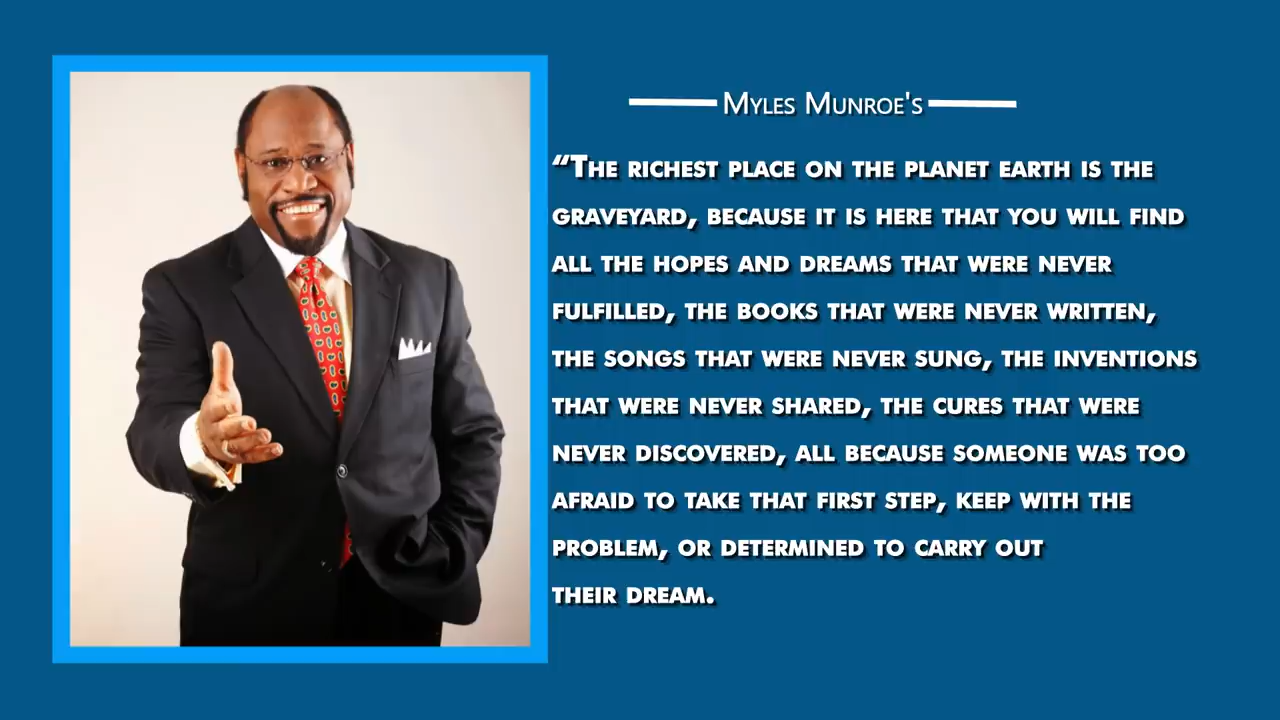 Myles Munroe's
“The richest place on the planet earth is the
graveyard, because it is here that you will find
all the hopes and dreams that were never
fulfilled, the books that were never written,
the songs that were never sung, the inventions
that were never shared, the cures that were
never discovered, all because someone was too
afraid to take that first step, keep with the
problem, or determined to carry out
their dream.